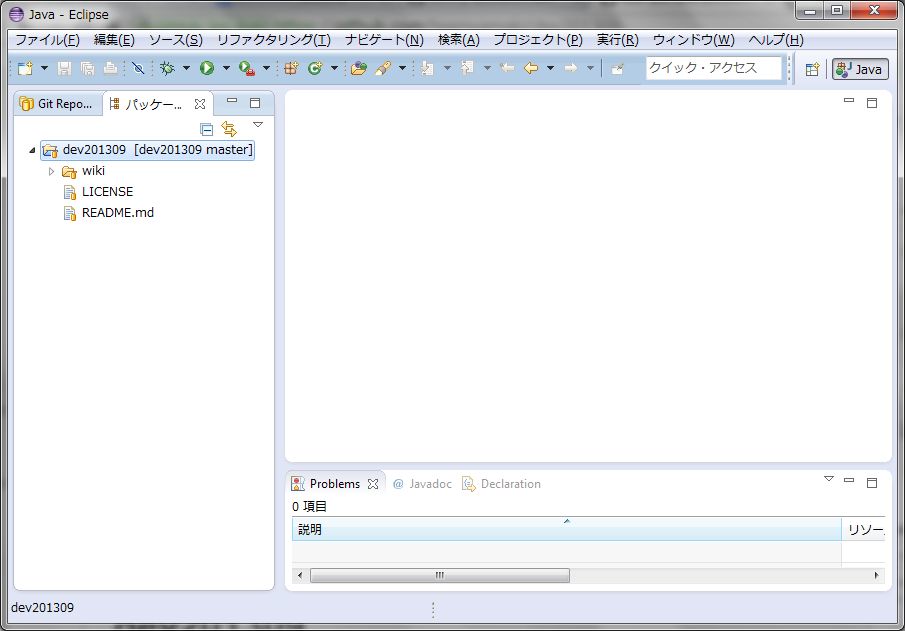 Java - Eclipse
ファイル(F) 編集(E) ソース(S) リファクタリング(T) ナビゲート(N) 検索(A) プロジェクト(P) 実行(R) ウィンドウ(W) ヘルプ(H)
クイック・アクセス Java
Git Repo... パッケー...
dev201309 [dev201309 master]
wiki
LICENSE
README.md
Problems @ Javadoc Declaration
0 項目
説明 リソー.
dev201309